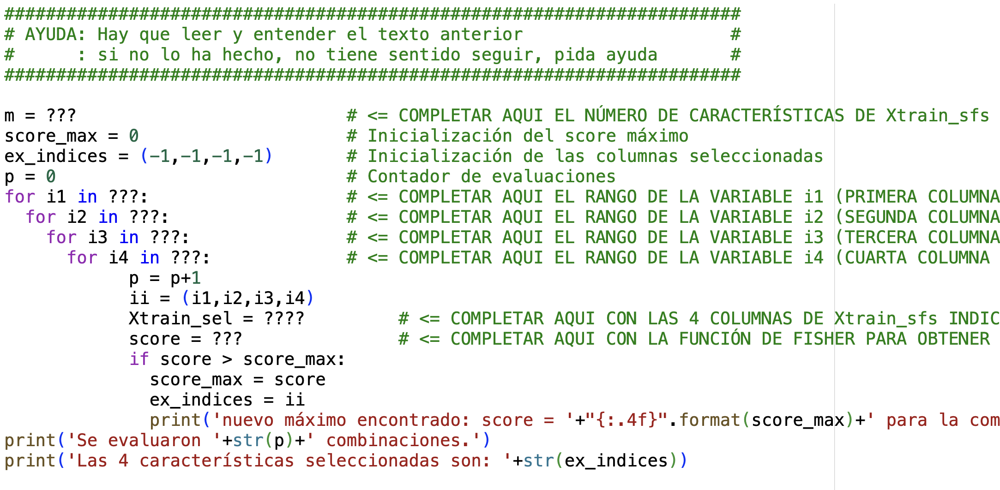 #######################################################################
# AYUDA: Hay que leer y entender el texto anterior                    #
#      : si no lo ha hecho, no tiene sentido seguir, pida ayuda       #
#######################################################################
m = ???                          # <= COMPLETAR AQUI EL NÚMERO DE CARACTERÍSTICAS DE Xtrain_sfs
score_max = 0                    # Inicialización del score máximo
ex_indices = (-1,-1,-1,-1)       # Inicialización de las columnas seleccionadas
p = 0                            # Contador de evaluaciones
for i1 in ???:                   # <= COMPLETAR AQUI EL RANGO DE LA VARIABLE i1 (PRIMERA COLUMNA
  for i2 in ???:                 # <= COMPLETAR AQUI EL RANGO DE LA VARIABLE i2 (SEGUNDA COLUMNA
    for i3 in ???:               # <= COMPLETAR AQUI EL RANGO DE LA VARIABLE i3 (TERCERA COLUMNA
      for i4 in ???:             # <= COMPLETAR AQUI EL RANGO DE LA VARIABLE i4 (CUARTA COLUMNA
            p = p+1
            ii = (i1,i2,i3,i4)
            Xtrain_sel = ????         # <= COMPLETAR AQUI CON LAS 4 COLUMNAS DE Xtrain_sfs INDIC
            score = ???               # <= COMPLETAR AQUI CON LA FUNCIÓN DE FISHER PARA OBTENER
            if score > score_max:
              score_max = score
              ex_indices = ii
              print('nuevo máximo encontrado: score = '+"{:.4f}".format(score_max)+' para la com
print('Se evaluaron '+str(p)+' combinaciones.')
print('Las 4 características seleccionadas son: '+str(ex_indices))